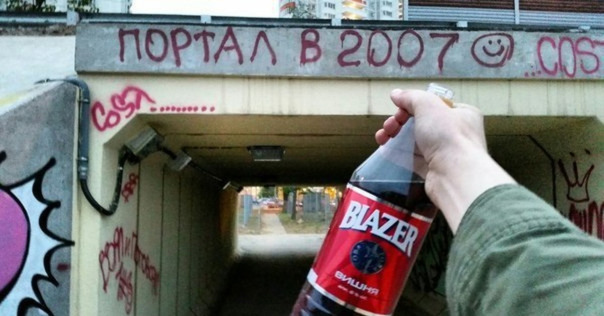 ПОРТАЛ В 2007 ... COST
COST ..........
BLAZER
ВИШНЯ